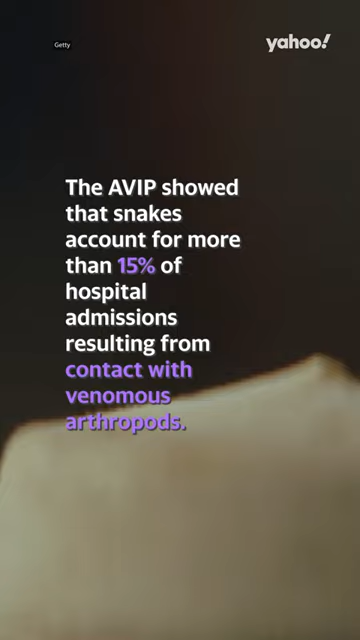 Getty
yahoo!
The AVIP showed
that snakes
account for more
than 15% of
hospital
admissions
resulting from
contact with
venomous
arthropods.